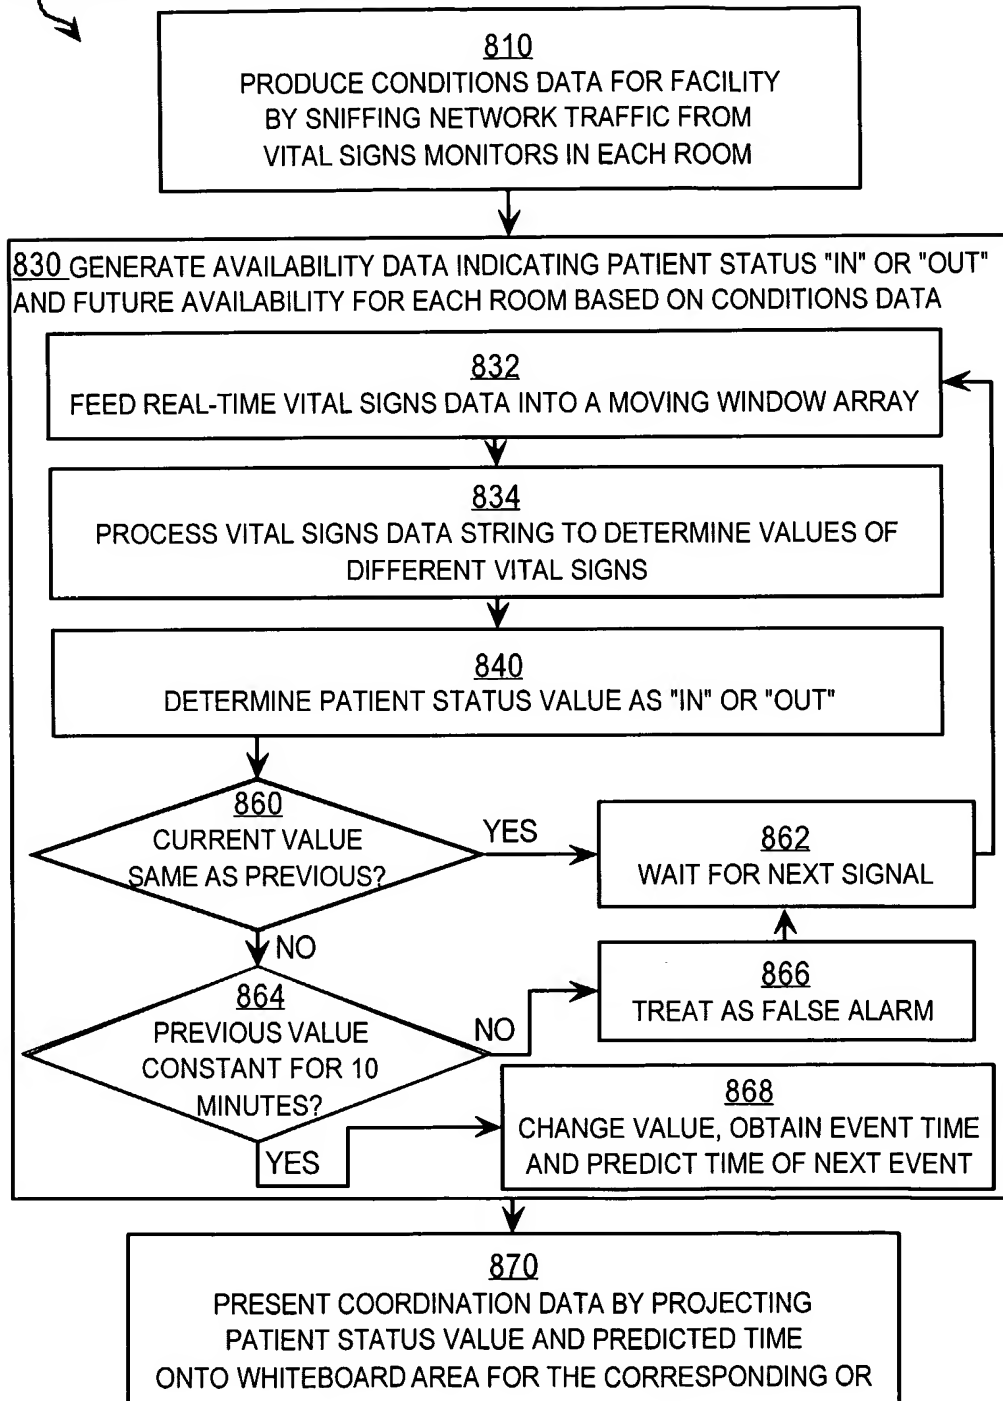 810
PRODUCE CONDITIONS DATA FOR FACILITY
BY SNIFFING NETWORK TRAFFIC FROM
VITAL SIGNS MONITORS IN EACH ROOM
830 GENERATE AVAILABILITY DATA INDICATING PATIENT STATUS "IN" OR "OUT"
AND FUTURE AVAILABILITY FOR EACH ROOM BASED ON CONDITIONS DATA
832
FEED REAL-TIME VITAL SIGNS DATA INTO A MOVING WINDOW ARRAY
834
PROCESS VITAL SIGNS DATA STRING TO DETERMINE VALUES OF
DIFFERENT VITAL SIGNS
840
DETERMINE PATIENT STATUS VALUE AS "IN" OR "OUT"
860
CURRENT VALUE
SAME AS PREVIOUS?
YES
862
WAIT FOR NEXT SIGNAL
NO
864
PREVIOUS VALUE
CONSTANT FOR 10
MINUTES?
NO
866
TREAT AS FALSE ALARM
YES
868
CHANGE VALUE, OBTAIN EVENT TIME
AND PREDICT TIME OF NEXT EVENT
870
PRESENT COORDINATION DATA BY PROJECTING
PATIENT STATUS VALUE AND PREDICTED TIME
ONTO WHITEBOARD AREA FOR THE CORRESPONDING OR